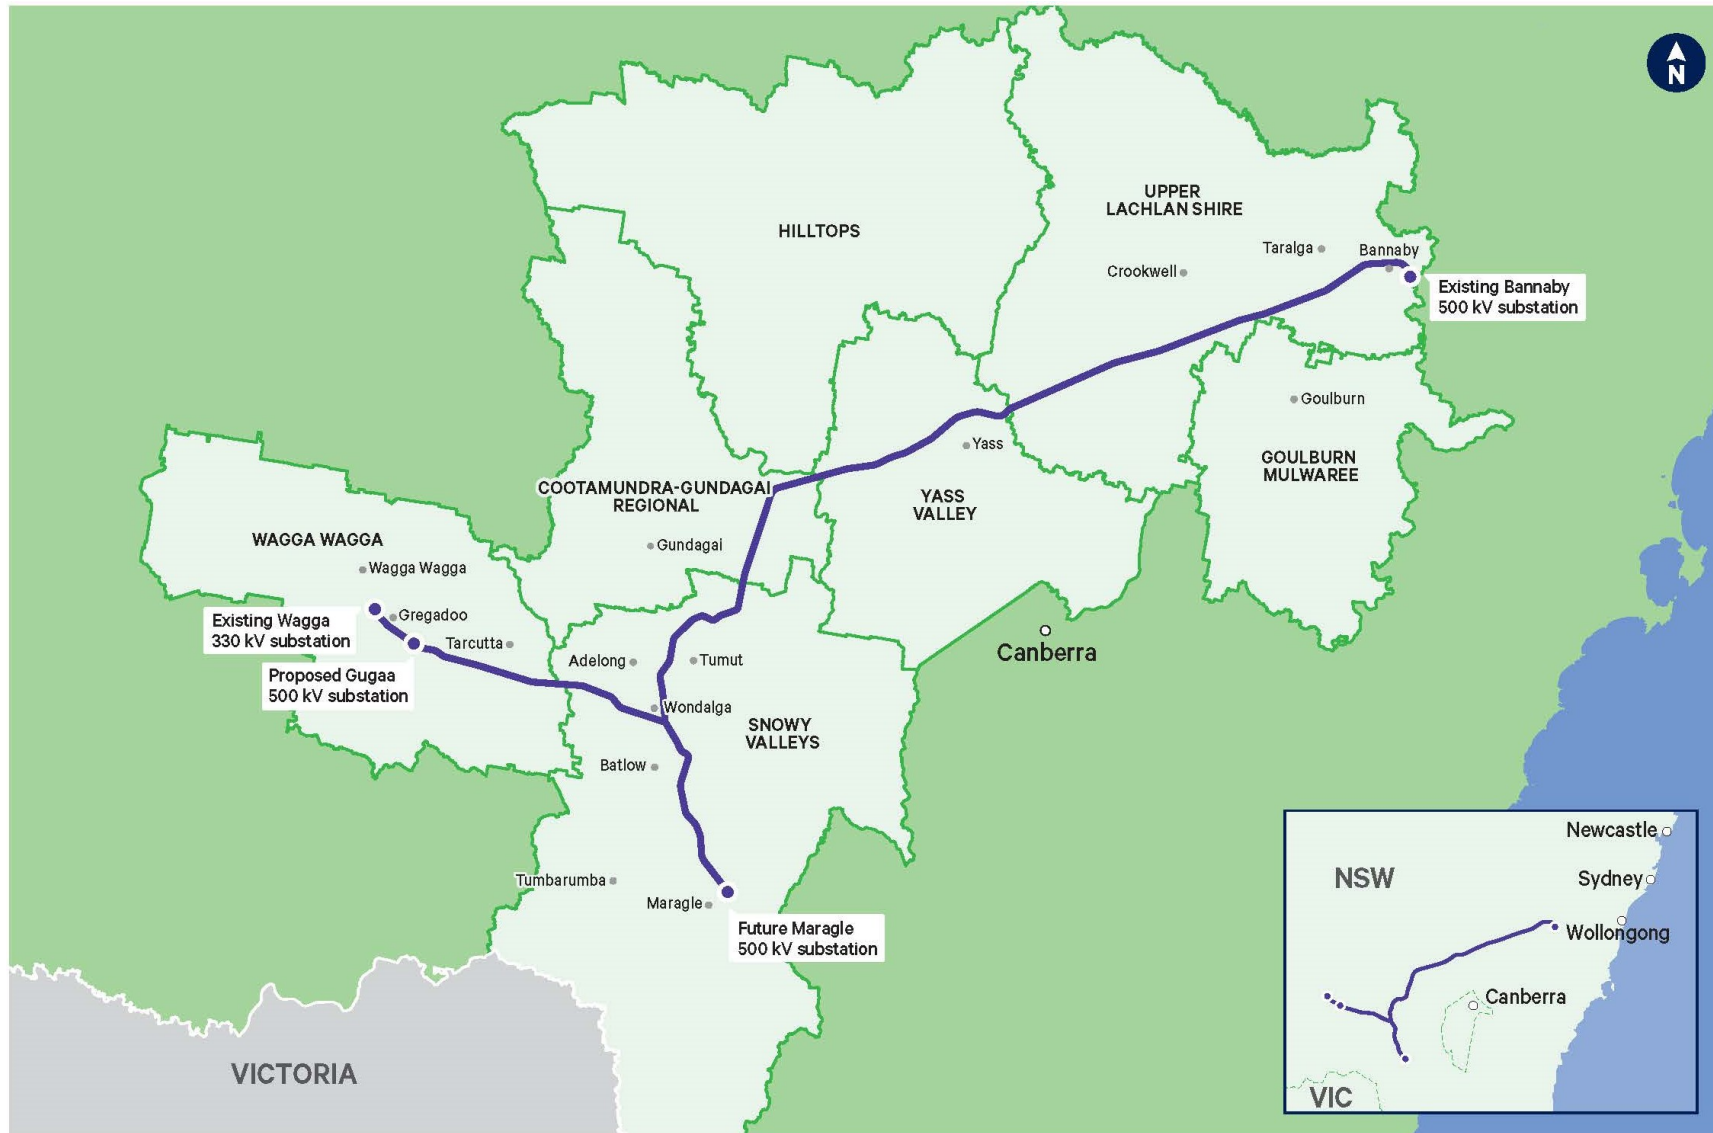 N
UPPER
LACHLAN SHIRE
HILLTOPS
Taralga
Bannaby
Crookwell
Existing Bannaby
500 kV substation
Goulburn
Yass
GOULBURN
MULWAREE
COOTAMUNDRA-GUNDAGAI
REGIONAL
YASS
VALLEY
WAGGA WAGGA
Gundagai
Wagga Wagga
Existing Wagga
330 kV substation
Gregadoo
Tarcutta
Proposed Gugaa
500 kV substation
Adelong
Tumut
Canberra
Wondalga
SNOWY
VALLEYS
Batlow
Tumbarumba
Maragle
Future Maragle
500 kV substation
VICTORIA
Newcastle
NSW
Sydney
Wollongong
Canberra
VIC